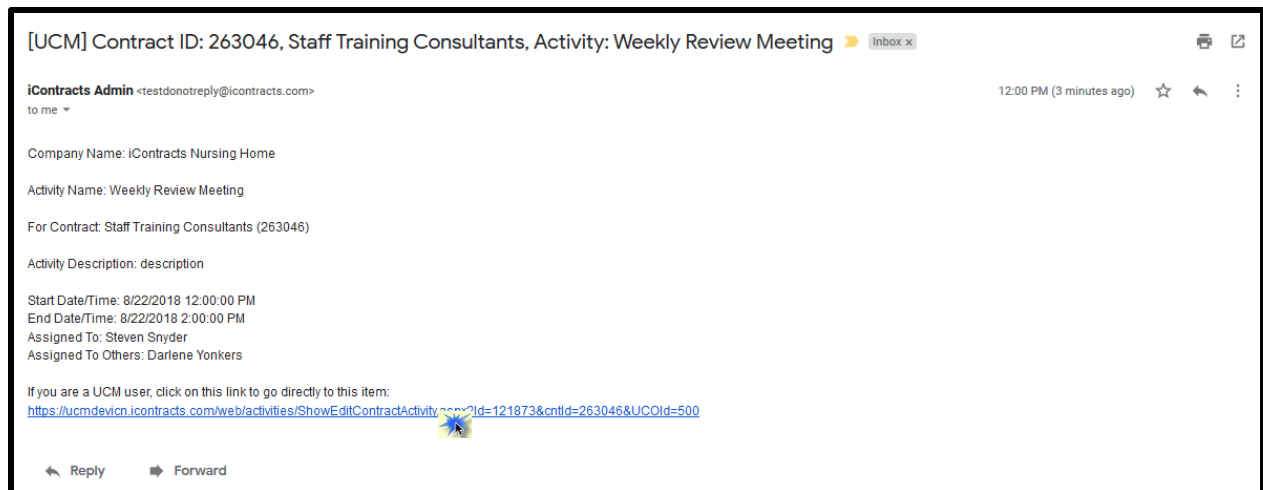 [UCM] Contract ID: 263046, Staff Training Consultants, Activity: Weekly Review Meeting Inbox x
iContracts Admin <testdonotreply@icontracts.com> 12:00 PM (3 minutes ago)
to me
Company Name: iContracts Nursing Home
Activity Name: Weekly Review Meeting
For Contract: Staff Training Consultants (263046)
Activity Description: description
Start Date/Time: 8/22/2018 12:00:00 PM
End Date/Time: 8/22/2018 2:00:00 PM
Assigned To: Steven Snyder
Assigned To Others: Darlene Yonkers
If you are a UCM user, click on this link to go directly to this item:
https://ucmdevicn.icontracts.com/web/activities/ShowEditContractActivity.aspx?Id=121873&cntId=263046&UCOId=500
Reply Forward